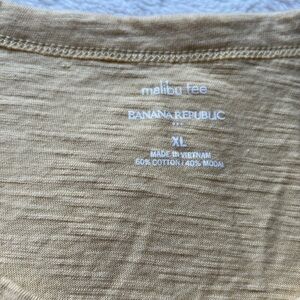 malibu tee
BANANA REPUBLIC
XL
MADE IN VIETNAM
60% COTTON / 40% MODAL